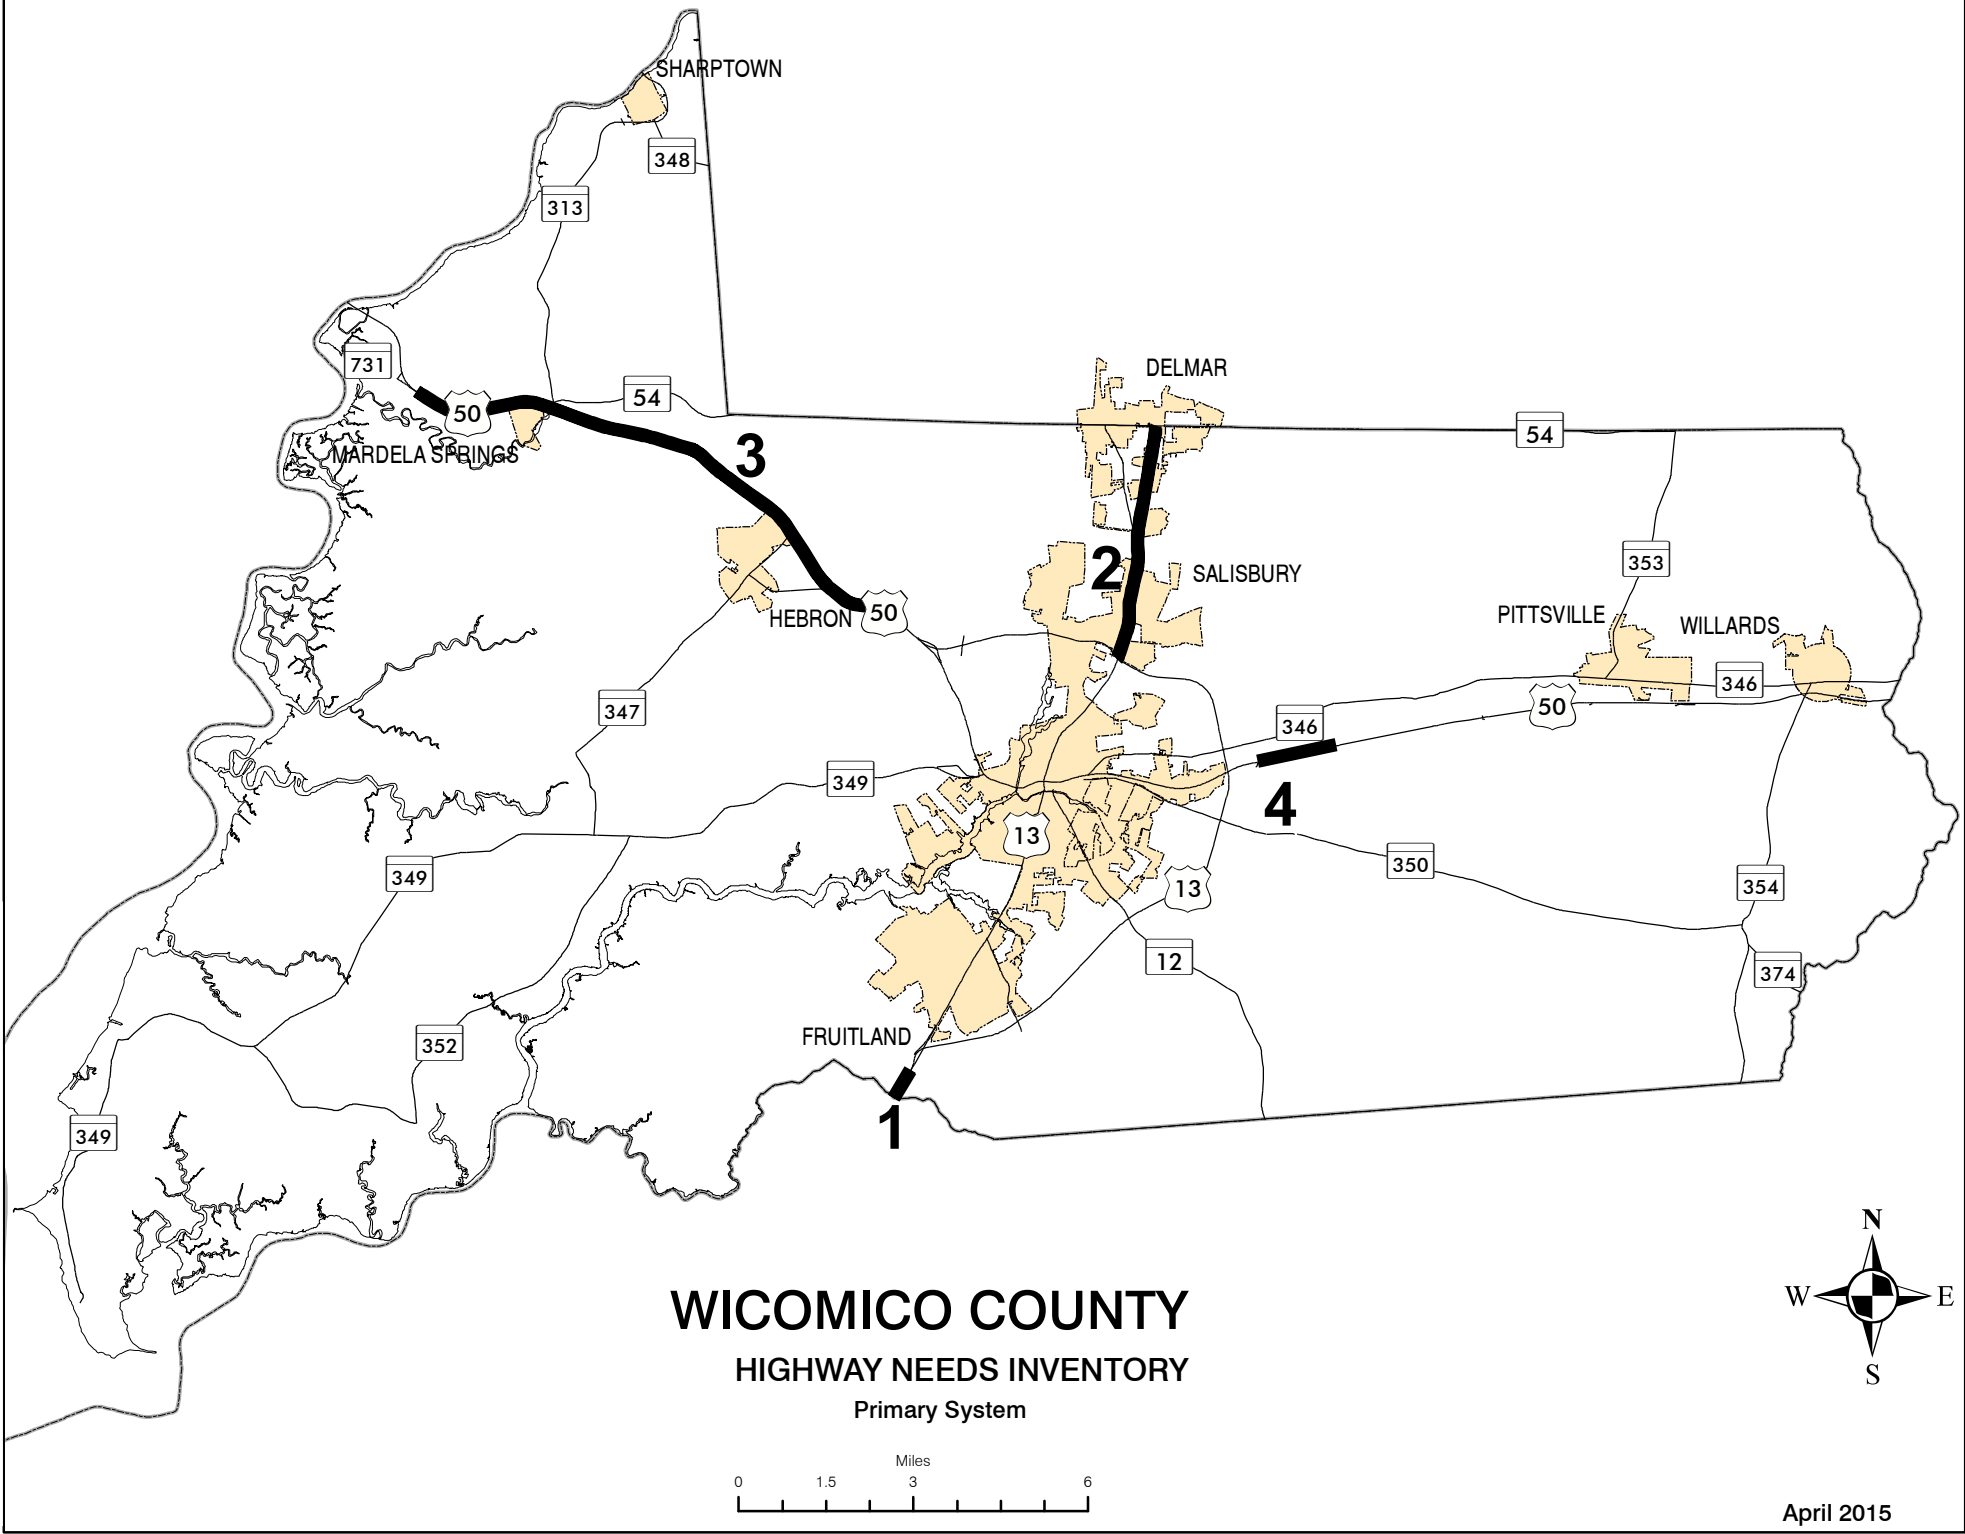 SHARPTOWN
348
313
731
50
54
MARDELA SPRINGS
3
DELMAR
54
2
SALISBURY
353
HEBRON
50
PITTSVILLE
WILLARDS
346
50
347
346
349
4
13
350
349
13
354
12
374
FRUITLAND
352
1
349
WICOMICO COUNTY
HIGHWAY NEEDS INVENTORY
Primary System
N
W
E
S
Miles
0 1.5 3 6
April 2015